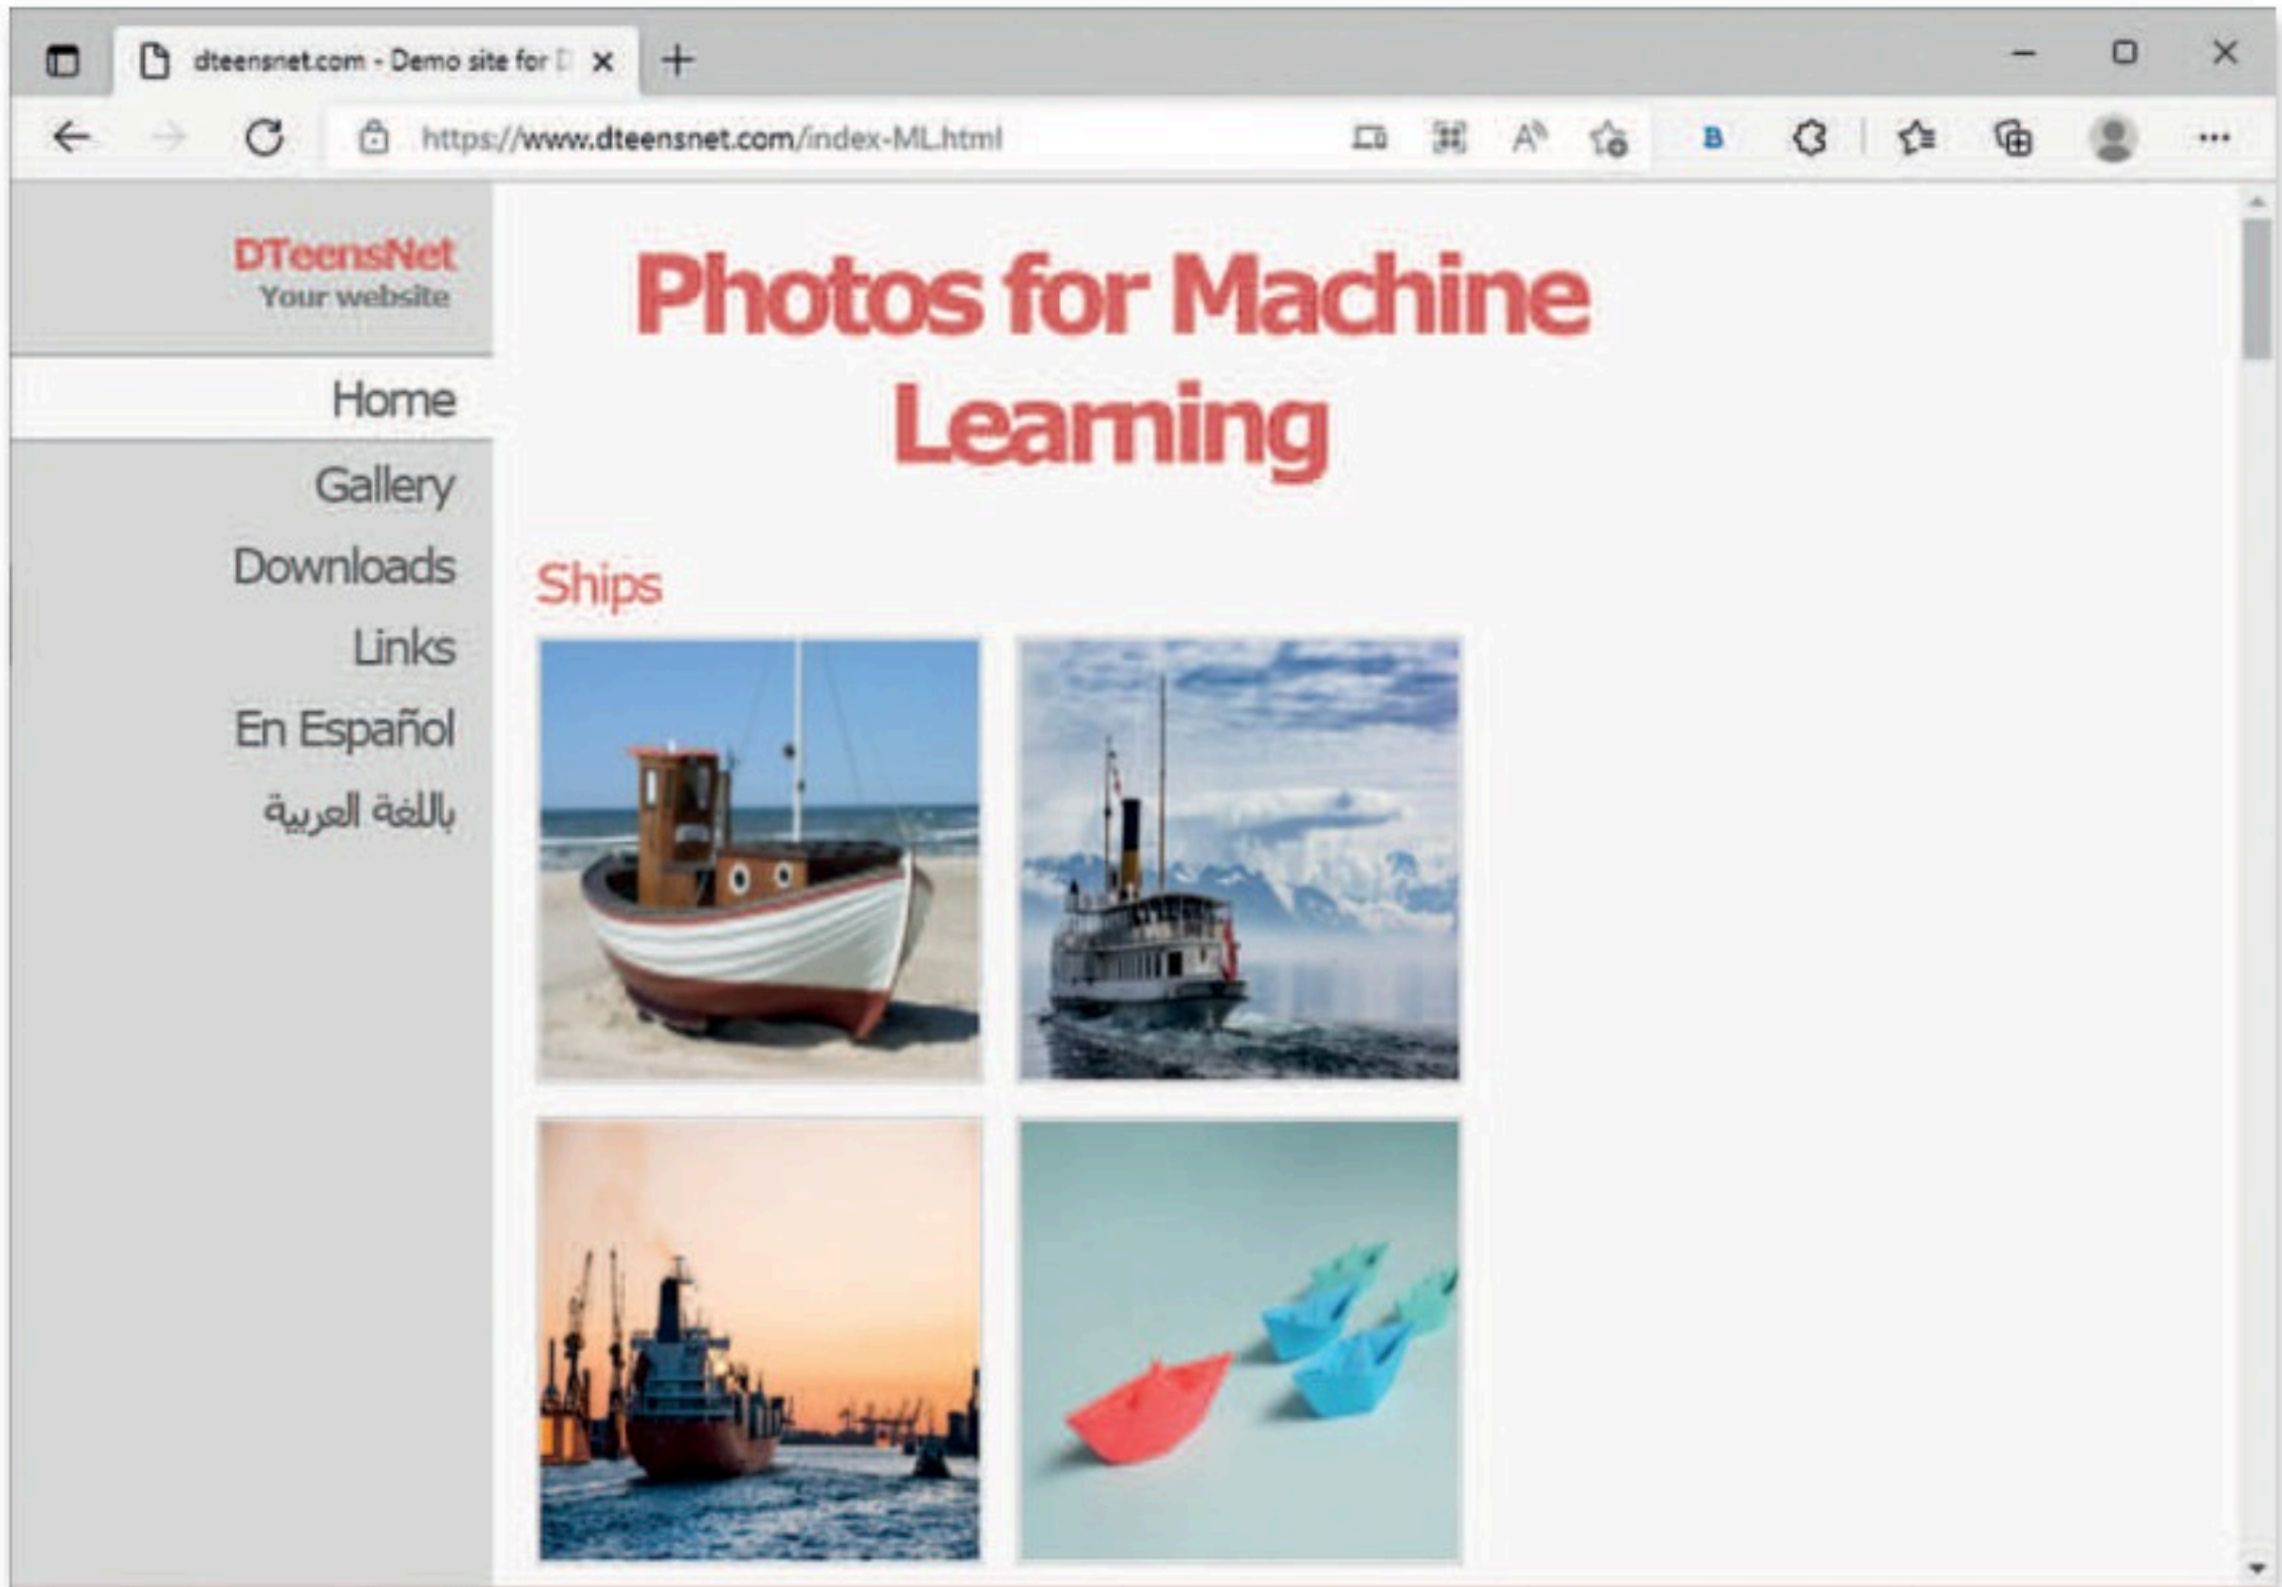 dteensnet.com - Demo site for D
https://www.dteensnet.com/index-ML.html
B
DTeensNet
Your website
Home
Gallery
Downloads
Links
En Español
باللغة العربية
Photos for Machine
Learning
Ships